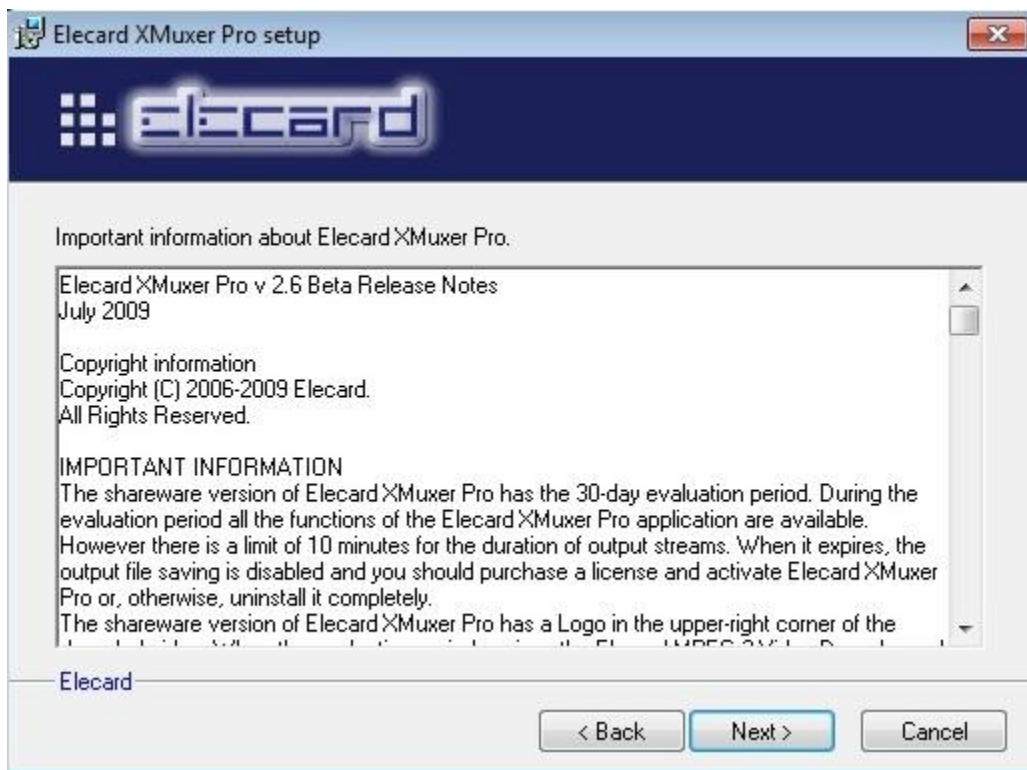 Elecard XMuxer Pro setup
elecard
Important information about Elecard XMuxer Pro.
Elecard XMuxer Pro v 2.6 Beta Release Notes
July 2009
Copyright information
Copyright (C) 2006-2009 Elecard.
All Rights Reserved.
IMPORTANT INFORMATION
The shareware version of Elecard XMuxer Pro has the 30-day evaluation period. During the
evaluation period all the functions of the Elecard XMuxer Pro application are available.
However there is a limit of 10 minutes for the duration of output streams. When it expires, the
output file saving is disabled and you should purchase a license and activate Elecard XMuxer
Pro or, otherwise, uninstall it completely.
The shareware version of Elecard XMuxer Pro has a Logo in the upper-right corner of the
Elecard
< Back
Next >
Cancel